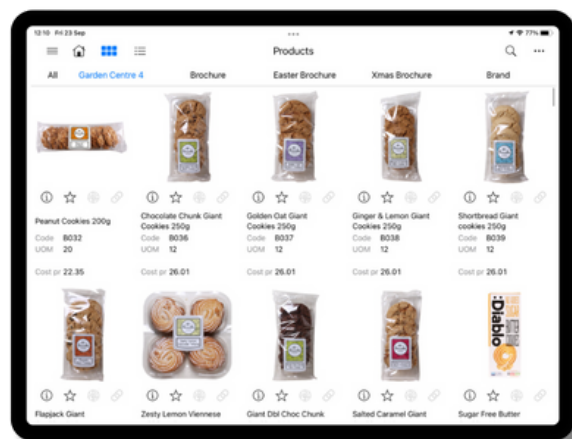 12:10 Fri 23 Sep
77%
Products
All Garden Centre 4 Brochure Easter Brochure Xmas Brochure Brand
Peanut Cookies 200g
Code B032
UOM 20
Cost pr 22.35
Chocolate Chunk Giant
Cookies 250g
Code B036
UOM 12
Cost pr 26.01
Golden Oat Giant
Cookies 250g
Code B037
UOM 12
Cost pr 26.01
Ginger & Lemon Giant
Cookies 250g
Code B038
UOM 12
Cost pr 26.01
Shortbread Giant
cookies 250g
Code B039
UOM 12
Cost pr 26.01
:Diablo
Flapjack Giant
Zesty Lemon Viennese
Giant Dbl Choc Chunk
Salted Caramel Giant
Sugar Free Butter